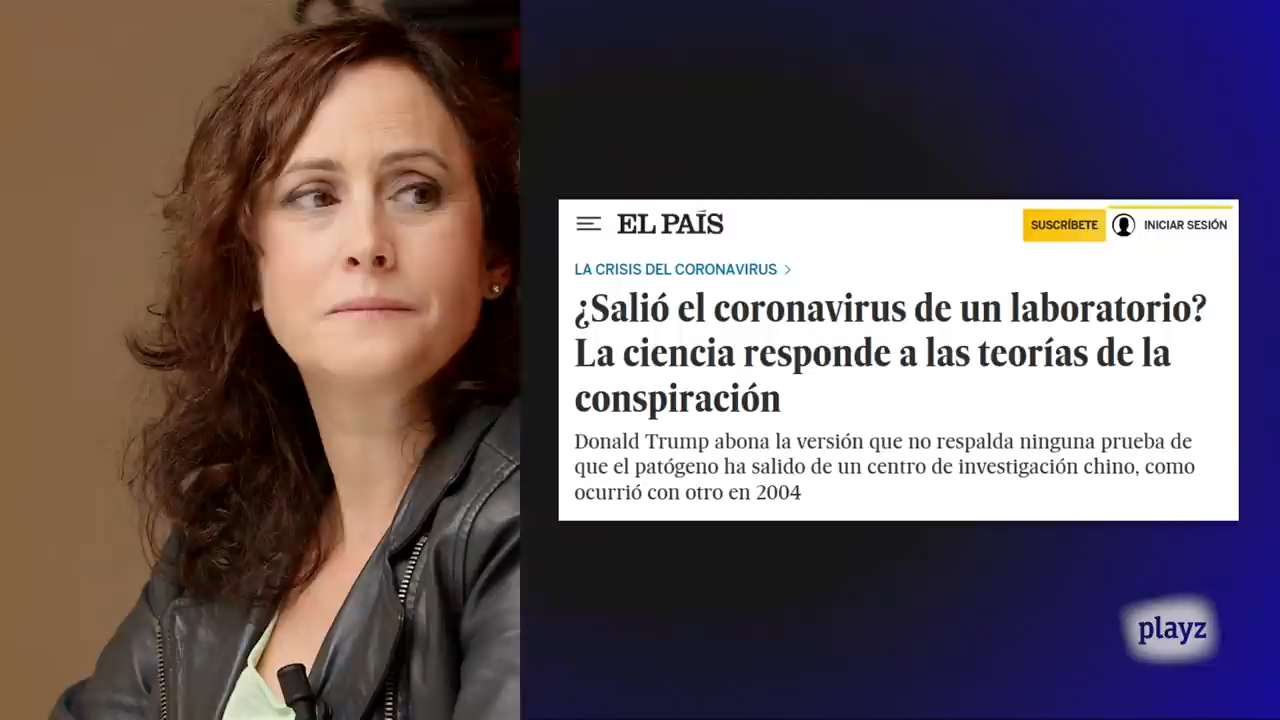 EL PAÍS
SUSCRÍBETE
INICIAR SESIÓN
LA CRISIS DEL CORONAVIRUS >
¿Salió el coronavirus de un laboratorio?
La ciencia responde a las teorías de la
conspiración
Donald Trump abona la versión que no respalda ninguna prueba de
que el patógeno ha salido de un centro de investigación chino, como
ocurrió con otro en 2004
playz